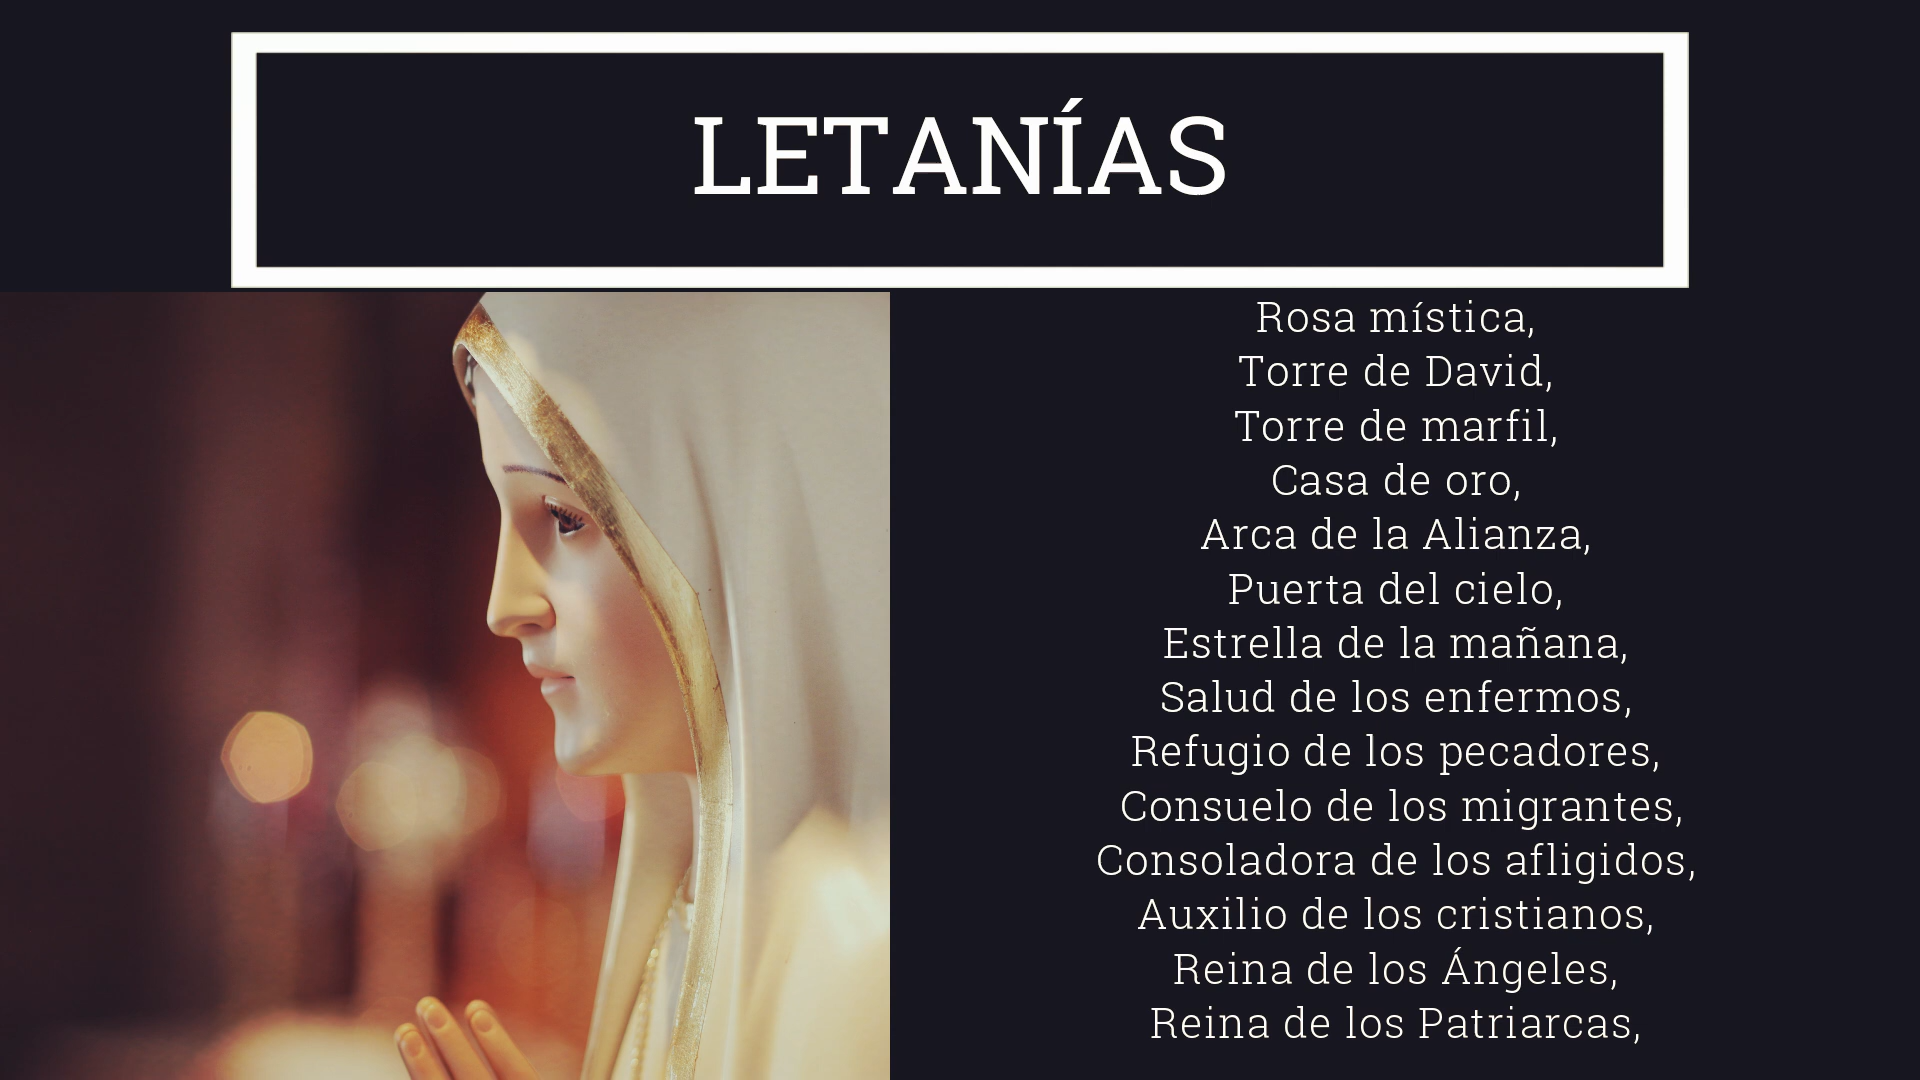 LETANÍAS
Rosa mística,
Torre de David,
Torre de marfil,
Casa de oro,
Arca de la Alianza,
Puerta del cielo,
Estrella de la mañana,
Salud de los enfermos,
Refugio de los pecadores,
Consuelo de los migrantes,
Consoladora de los afligidos,
Auxilio de los cristianos,
Reina de los Ángeles,
Reina de los Patriarcas,